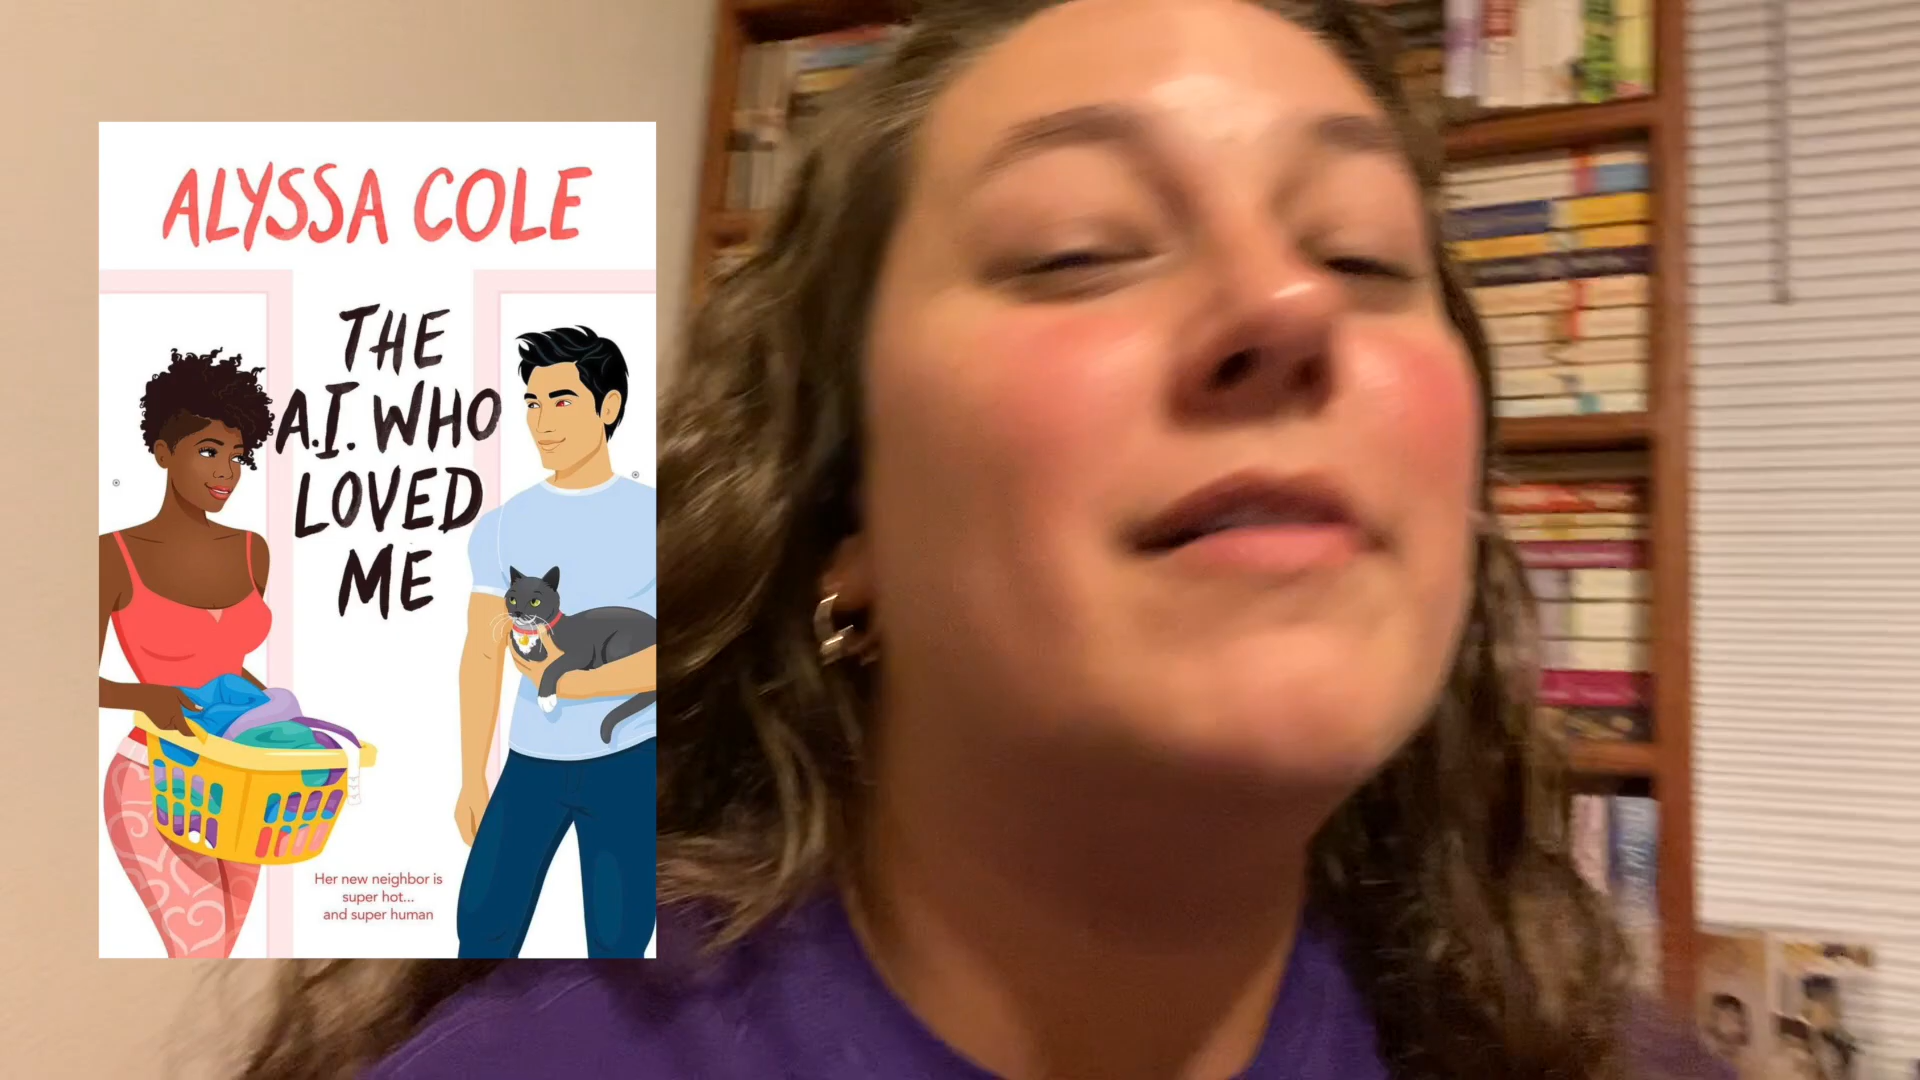 ALYSSA COLE
THE
A.I. WHO
LOVED
ME
Her new neighbor is
super hot...
and super human